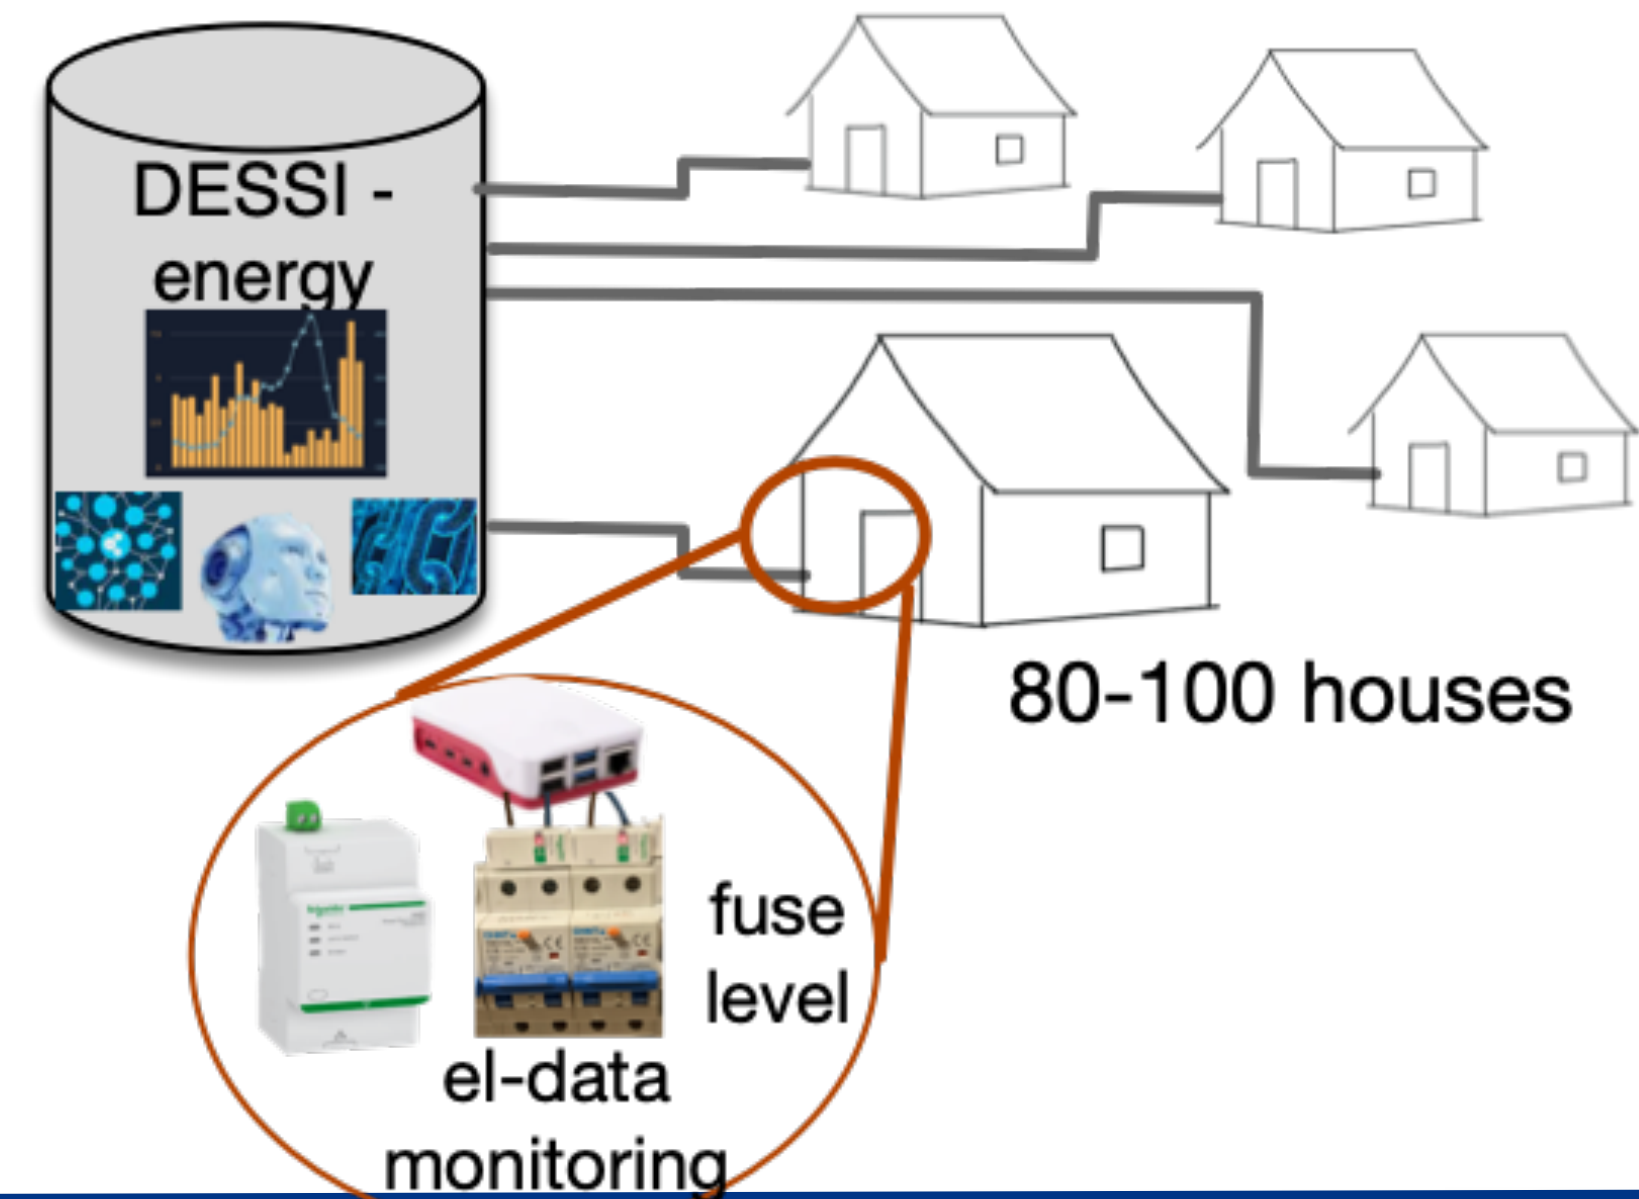 DESSI -
energy
80-100 houses
fuse
level
el-data
monitoring